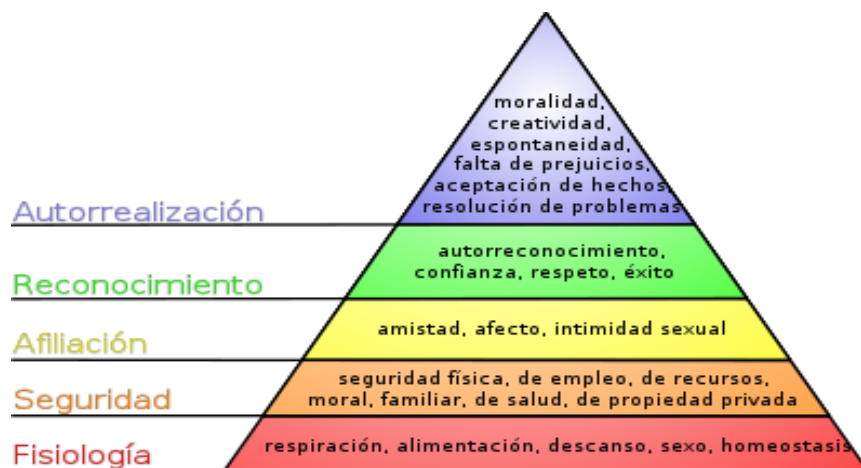 moralidad,
creatividad,
espontaneidad,
falta de prejuicios,
aceptación de hechos,
resolución de problemas
Autorrealización
autorreconocimiento,
confianza, respeto, éxito
Reconocimiento
amistad, afecto, intimidad sexual
Afiliación
seguridad física, de empleo, de recursos,
moral, familiar, de salud, de propiedad privada
Seguridad
respiración, alimentación, descanso, sexo, homeostasis
Fisiología